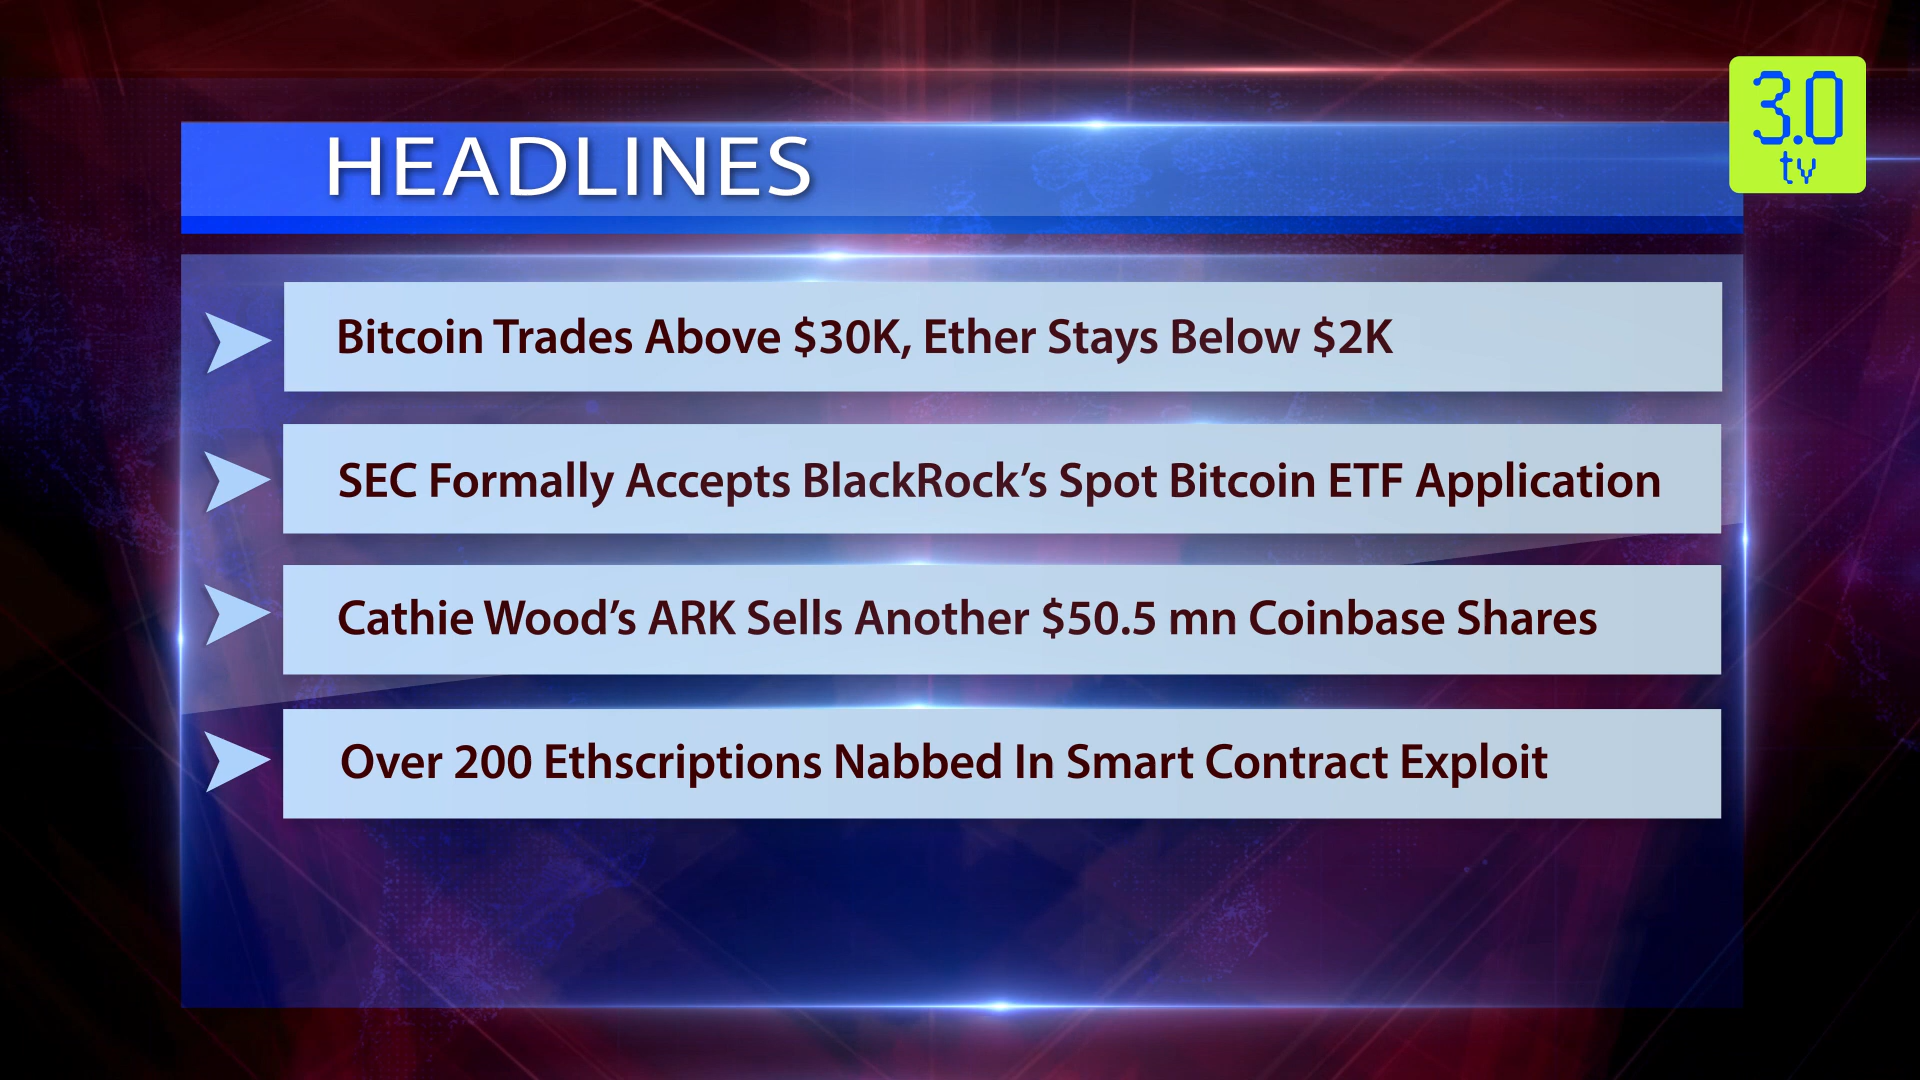 3.0
tv
HEADLINES
Bitcoin Trades Above $30K, Ether Stays Below $2K
SEC Formally Accepts BlackRock’s Spot Bitcoin ETF Application
Cathie Wood’s ARK Sells Another $50.5 mn Coinbase Shares
Over 200 Ethscriptions Nabbed In Smart Contract Exploit